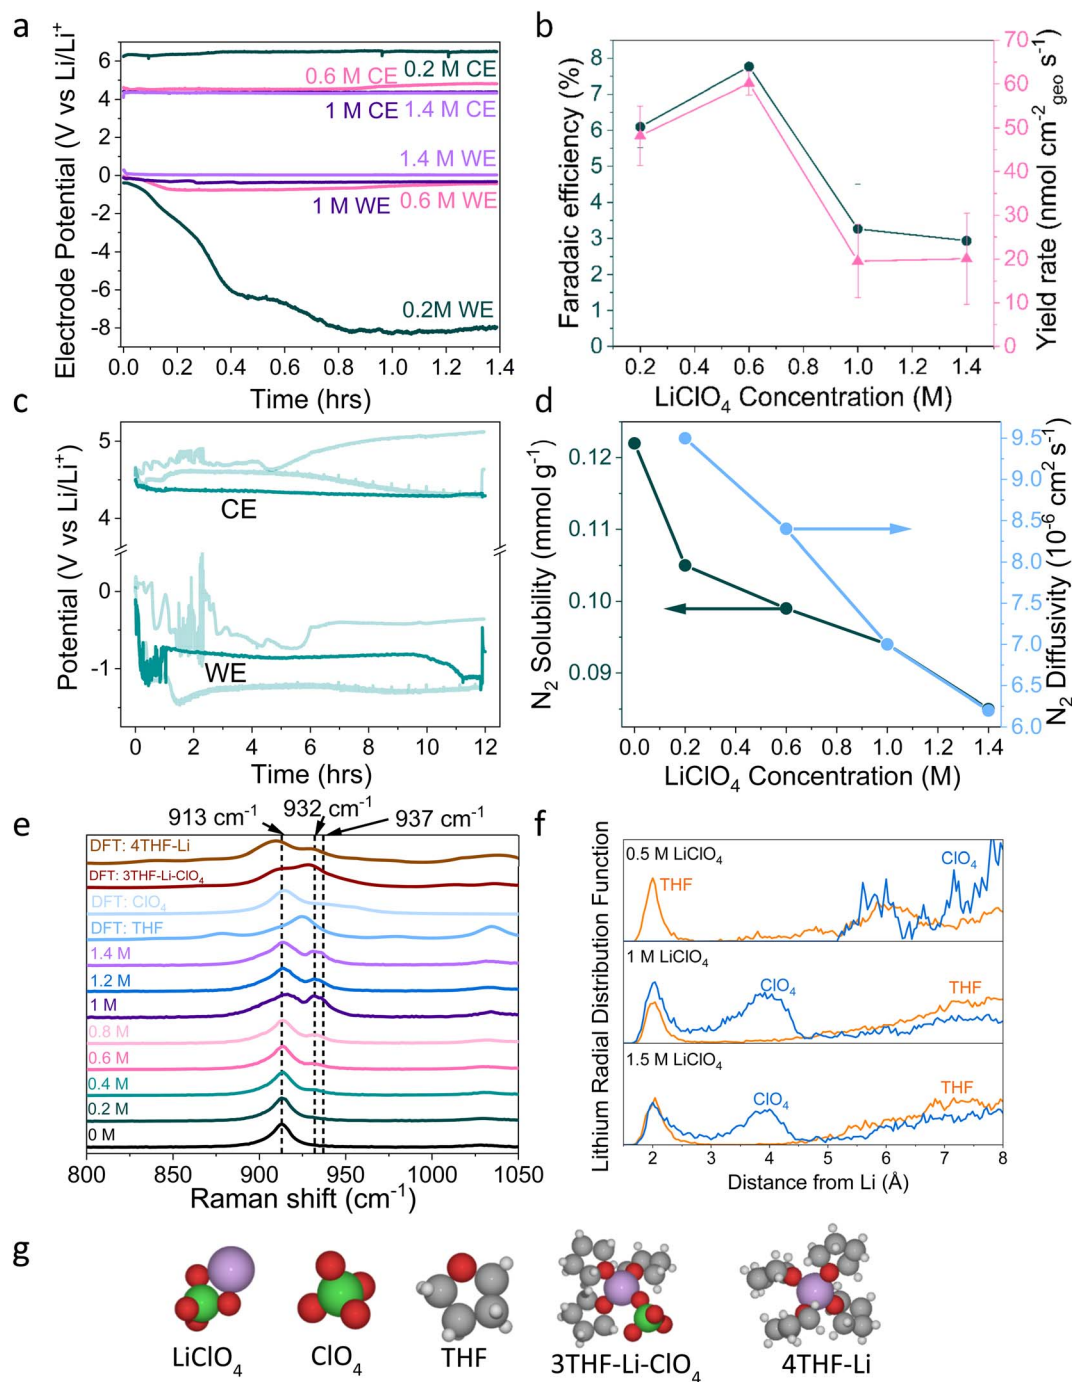 a
Electrode Potential (V vs Li/Li⁺
6
4
2
0
-2
-4
-6
-8
0.6 M CE
0.2 M CE
1 M CE
1.4 M CE
1.4 M WE
1M WE
0.6 M WE
0.2M WE
0.0 0.2 0.4 0.6 0.8 1.0 1.2 1.4
Time (hrs)
b
Faradaic efficiency (%)
8
7
6
5
4
3
2
1
0
70
60
50
40
30
20
10
0
Yield rate (nmol cm⁻² geo s⁻¹)
0.2 0.4 0.6 0.8 1.0 1.2 1.4
LiClO₄ Concentration (M)
c
Potential (V vs Li/Li⁺)
5
4
0
-1
CE
WE
0 2 4 6 8 10 12
Time (hrs)
d
N₂ Solubility (mmol g⁻¹)
0.12
0.11
0.10
0.09
9.5
9.0
8.5
8.0
7.5
7.0
6.5
6.0
N₂ Diffusivity (10⁻⁶ cm² s⁻¹)
0.0 0.2 0.4 0.6 0.8 1.0 1.2 1.4
LiClO₄ Concentration (M)
e
913 cm⁻¹
932 cm⁻¹
937 cm⁻¹
DFT: 4THF-Li
DFT: 3THF-Li-ClO₄
DFT: ClO₄
DFT: THF
1.4 M
1.2 M
1 M
0.8 M
0.6 M
0.4 M
0.2 M
0 M
800 850 900 950 1000 1050
Raman shift (cm⁻¹)
f
Lithium Radial Distribution Function
0.5 M LiClO₄
THF
ClO₄
1 M LiClO₄
ClO₄
THF
1.5 M LiClO₄
ClO₄
THF
2 3 4 5 6 7 8
Distance from Li (Å)
g
LiClO₄
ClO₄
THF
3THF-Li-ClO₄
4THF-Li